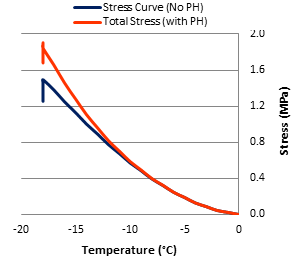 Stress Curve (No PH)
Total Stress (with PH)
2.0
1.6
1.2
0.8
0.4
0.0
Stress (MPa)
-20 -15 -10 -5 0
Temperature (°C)